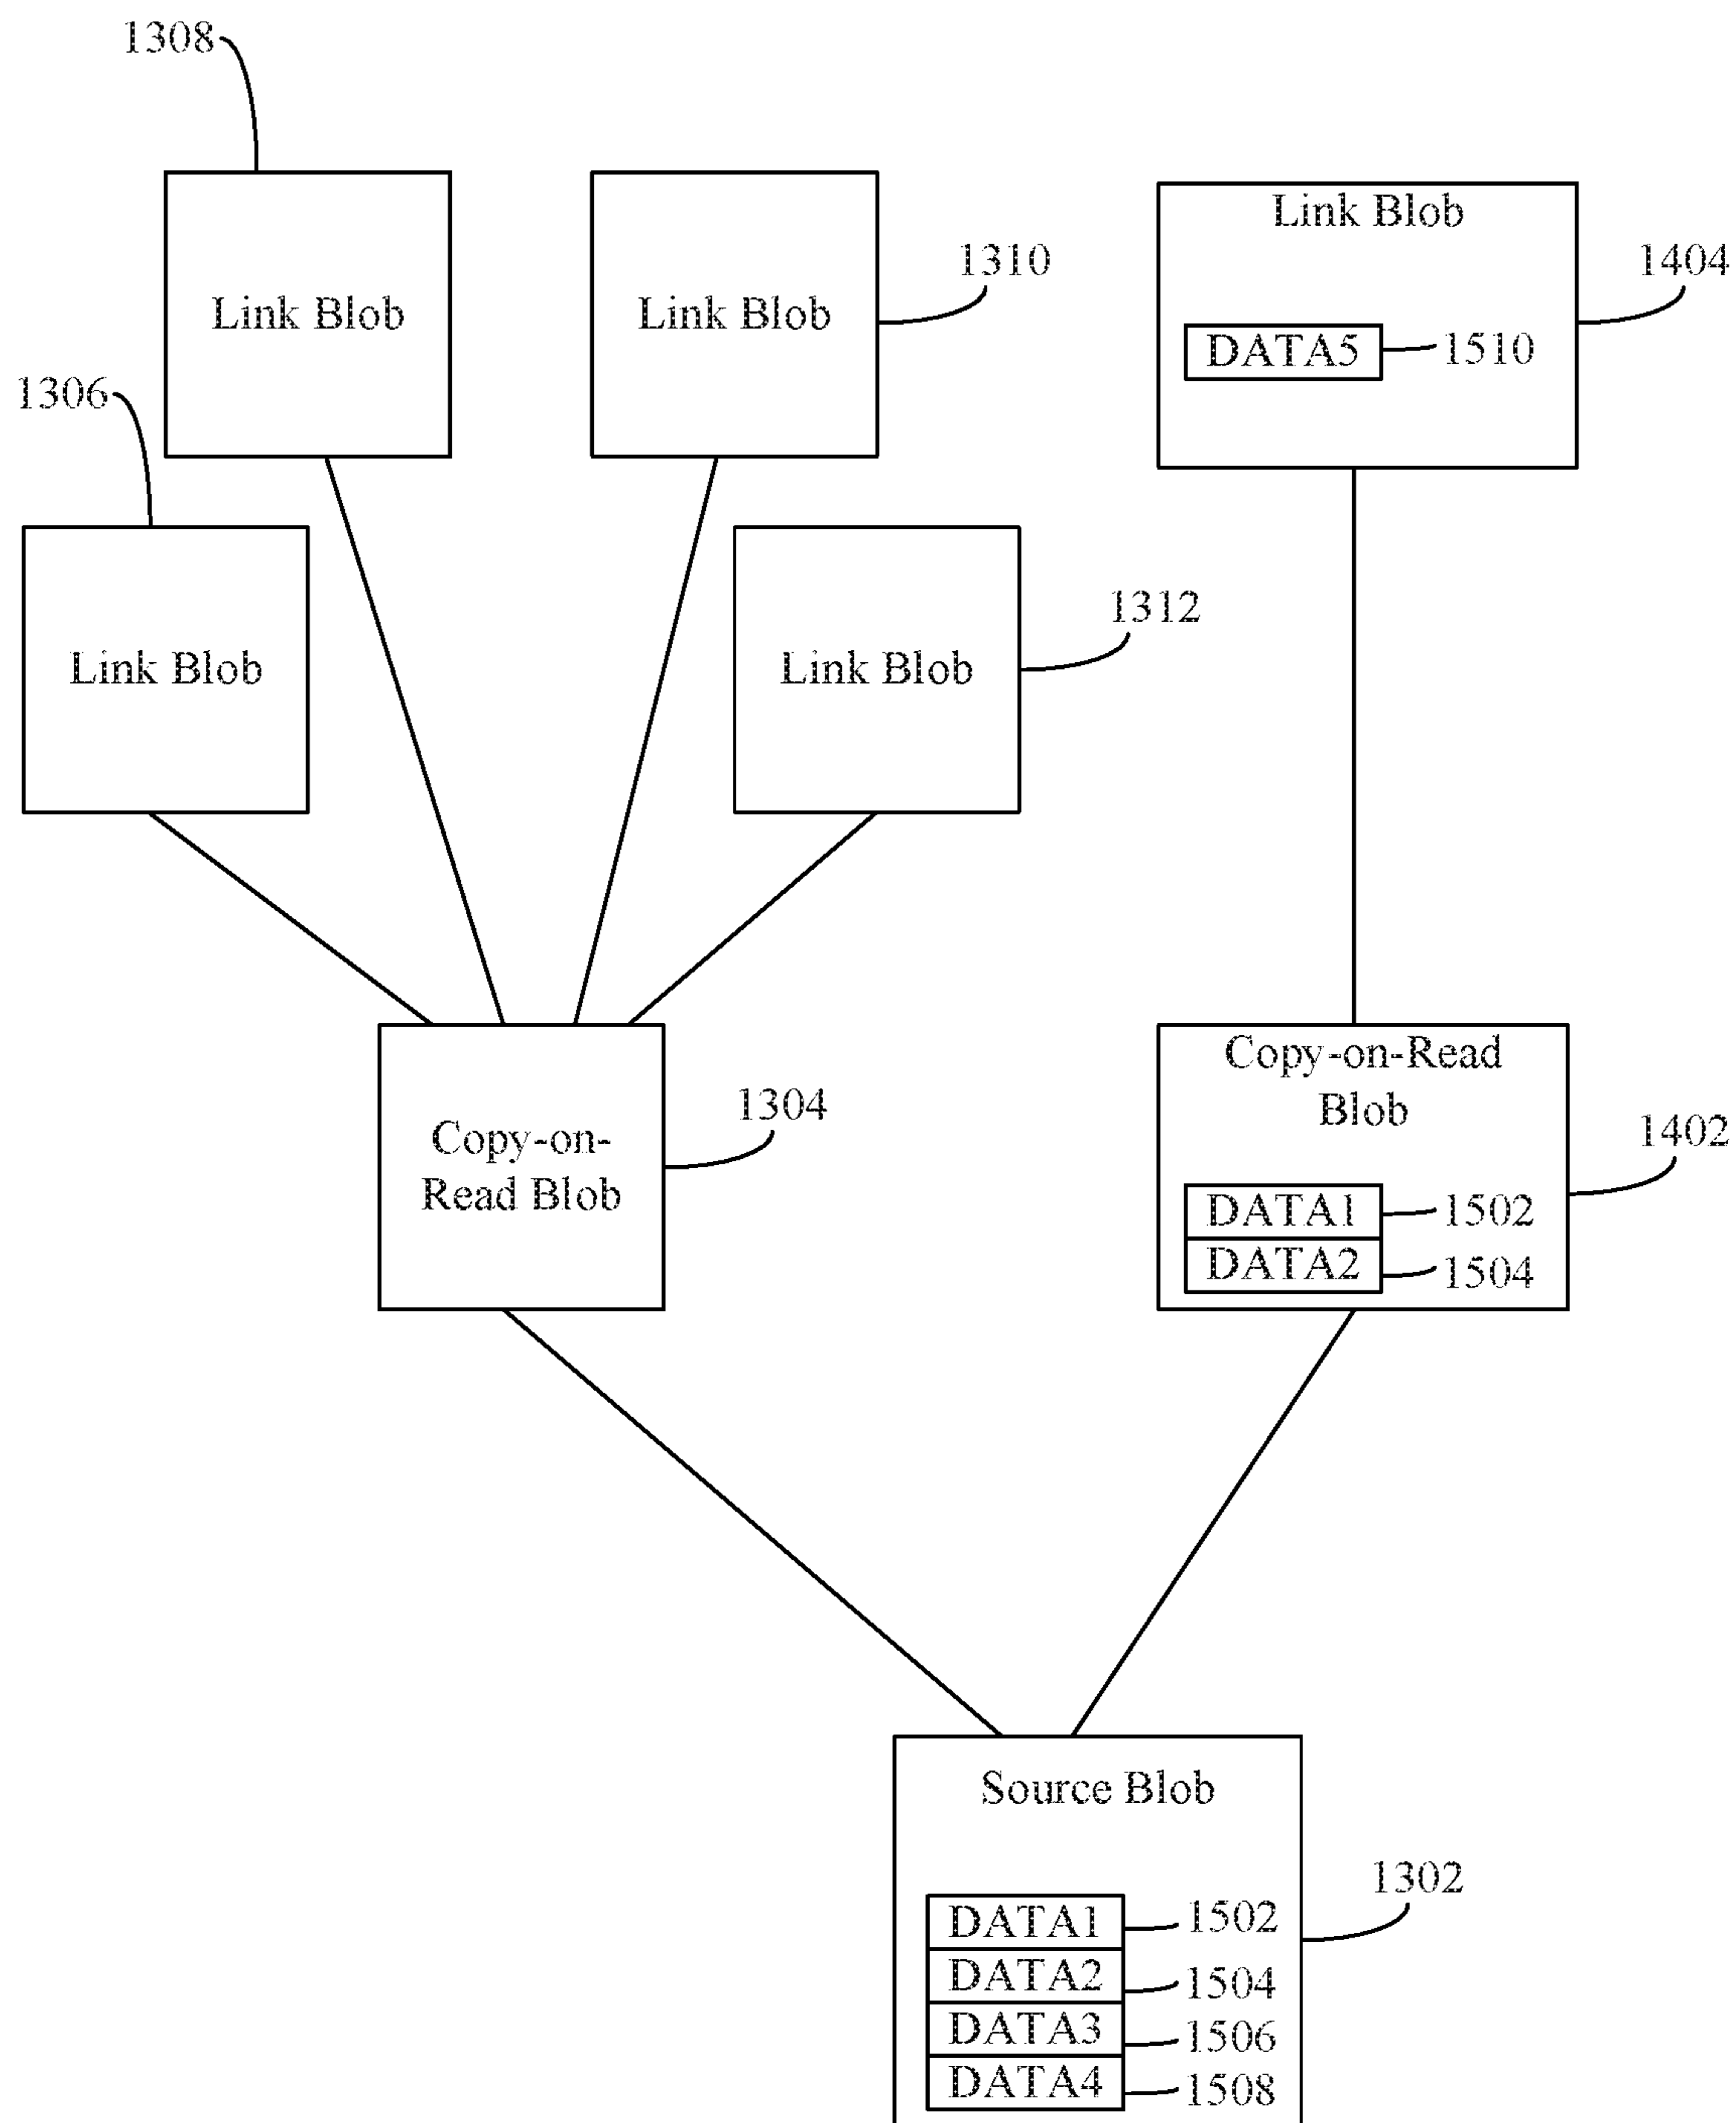 1308
Link Blob
1404
1310
Link Blob
Link Blob
DATA5
1510
1306
1312
Link Blob
Link Blob
Copy-on-Read
Blob
1304
1402
Copy-on-
Read Blob
DATA1
1502
DATA2
1504
Source Blob
1302
DATA1
1502
DATA2
1504
DATA3
1506
DATA4
1508